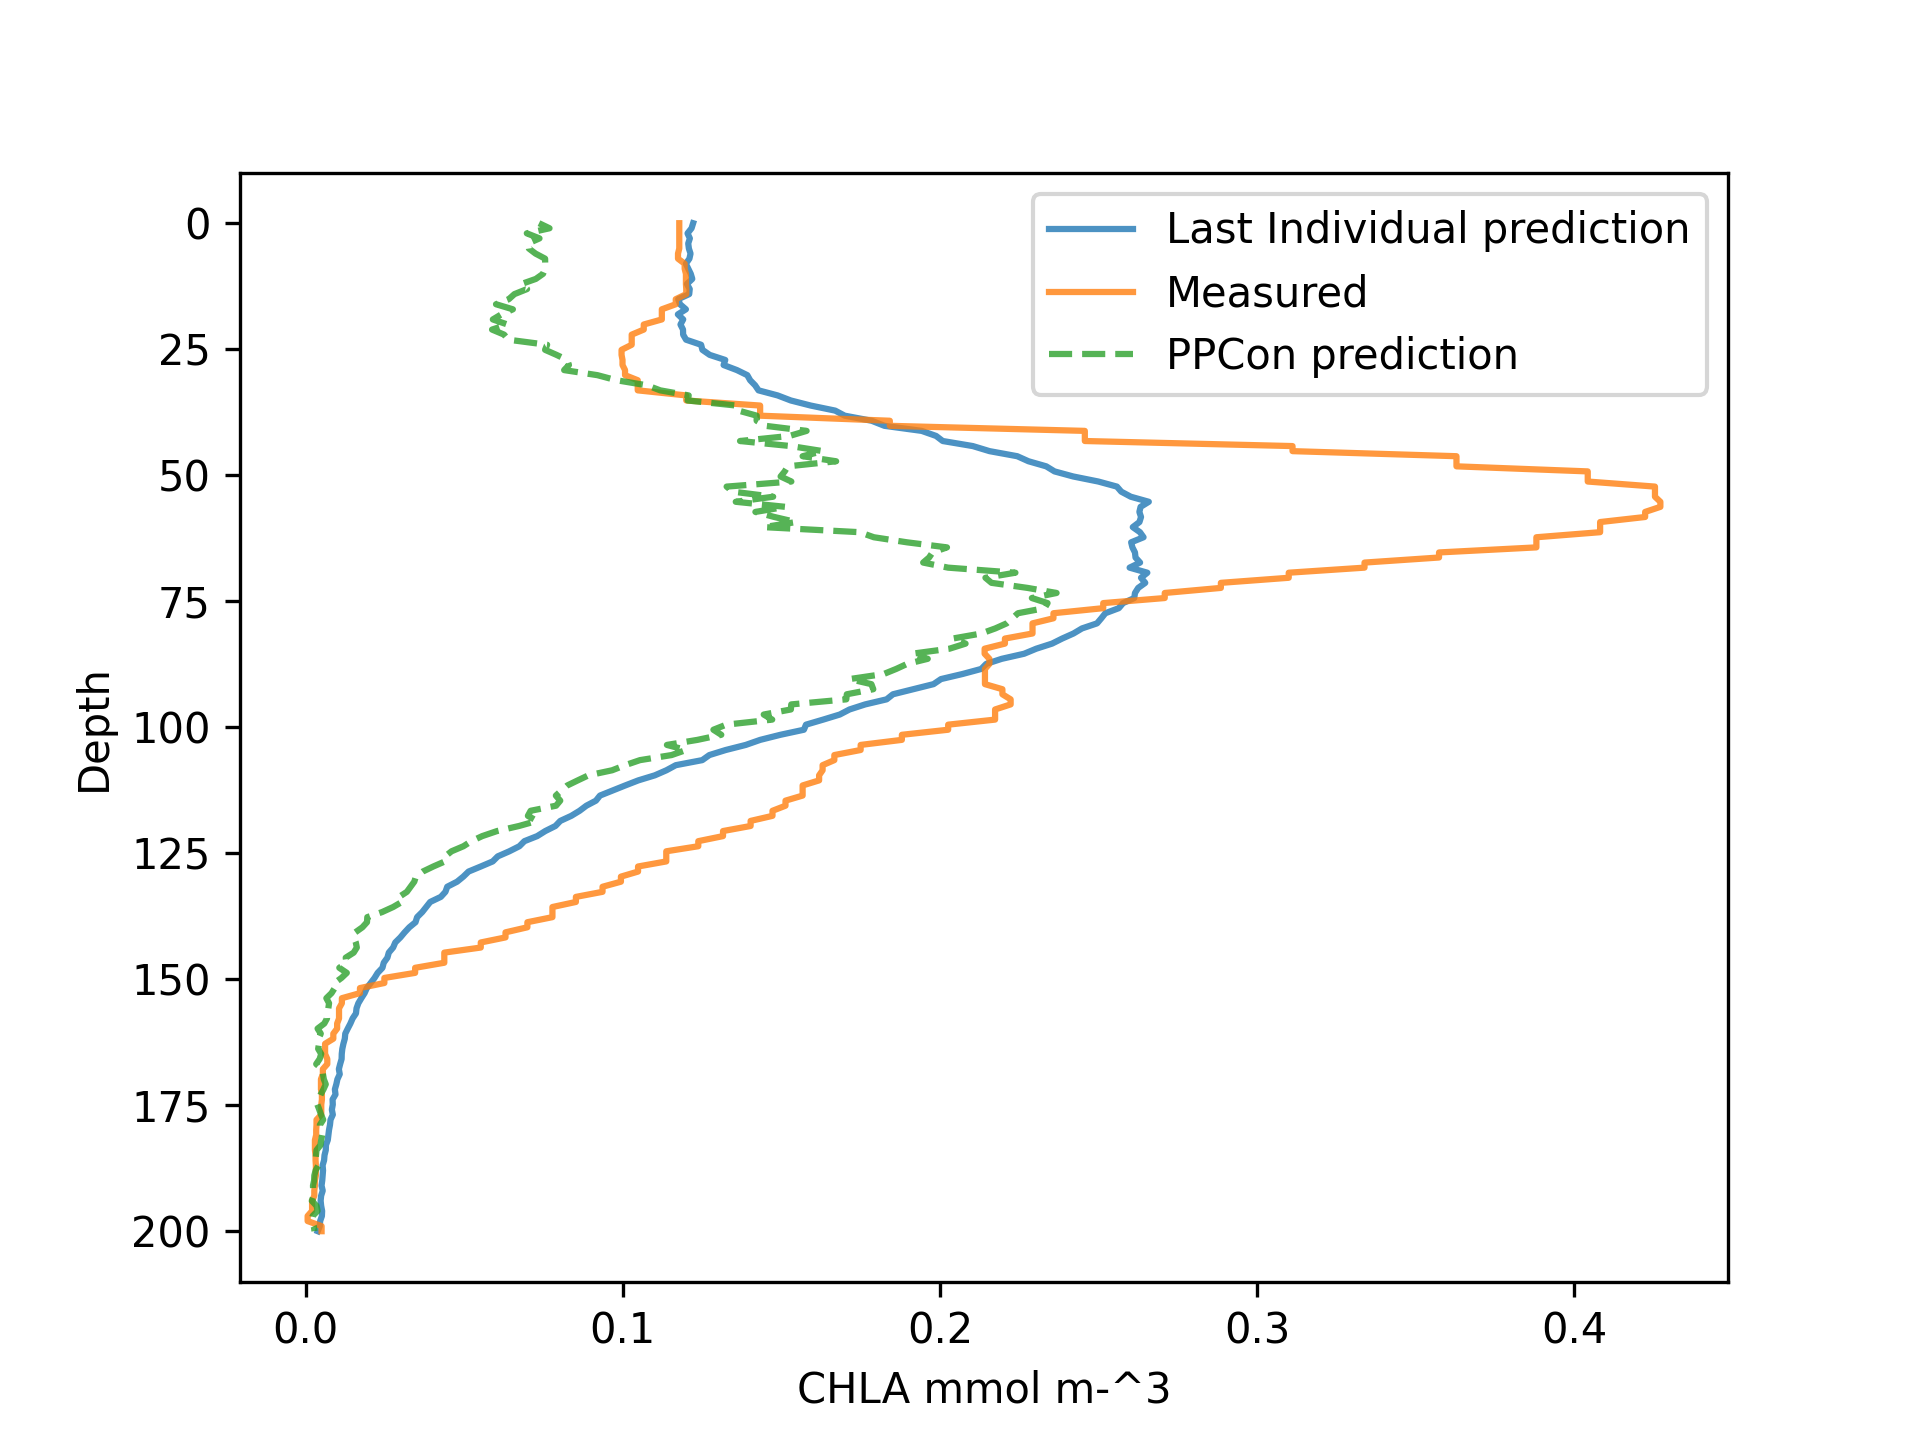 Last Individual prediction
Measured
PPCon prediction
0
25
50
75
100
125
150
175
200
Depth
0.0 0.1 0.2 0.3 0.4
CHLA mmol m-^3